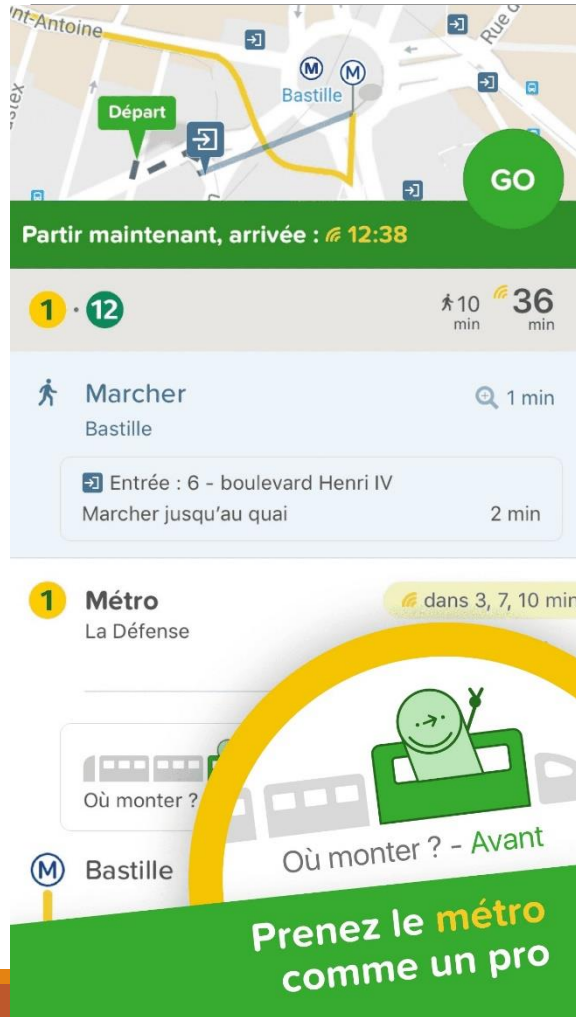 nt-Antoine
Rue d
stex
M
M
Bastille
Départ
GO
Partir maintenant, arrivée : 12:38
1 · 12
10 min
36 min
Marcher
1 min
Bastille
Entrée : 6 - boulevard Henri IV
Marcher jusqu'au quai
2 min
1
Métro
dans 3, 7, 10 min
La Défense
Où monter ?
Où monter ? - Avant
M
Bastille
Prenez le métro
comme un pro